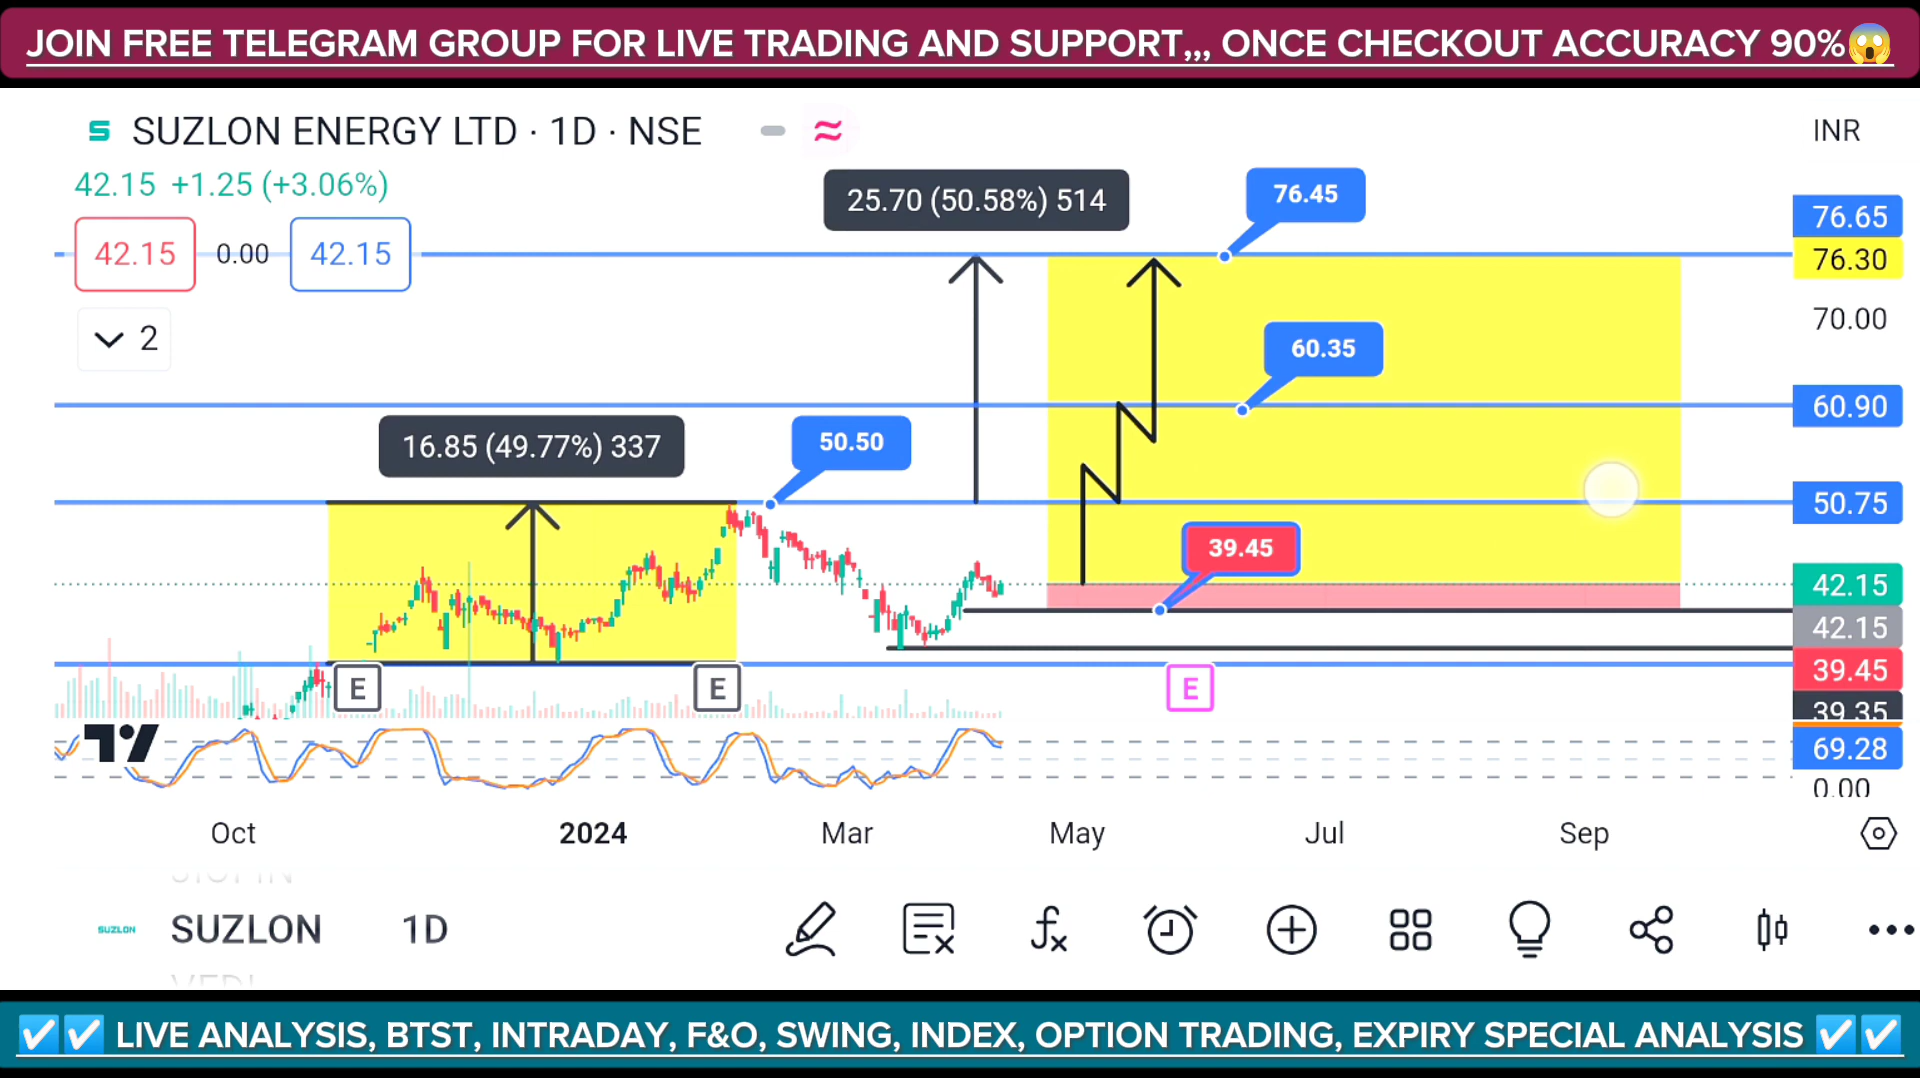 JOIN FREE TELEGRAM GROUP FOR LIVE TRADING AND SUPPORT,,, ONCE CHECKOUT ACCURACY 90%😱
SUZLON ENERGY LTD · 1D · NSE
INR
42.15 +1.25 (+3.06%)
25.70 (50.58%) 514
76.45
76.65
42.15 0.00 42.15
76.30
2
70.00
60.35
60.90
16.85 (49.77%) 337
50.50
50.75
39.45
42.15
42.15
39.45
E
E
E
39.35
69.28
0.00
Oct 2024 Mar May Jul Sep
SUZLON SUZLON 1D
☑☑ LIVE ANALYSIS, BTST, INTRADAY, F&O, SWING, INDEX, OPTION TRADING, EXPIRY SPECIAL ANALYSIS ☑☑